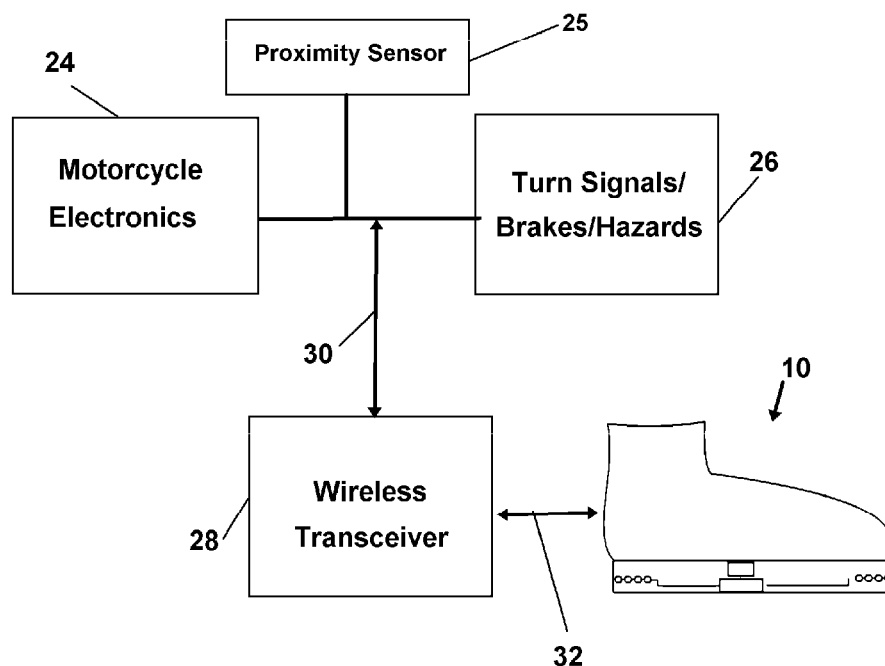 25
Proximity Sensor
24
Motorcycle
Electronics
Turn Signals/
Brakes/Hazards
26
30
10
Wireless
Transceiver
28
32